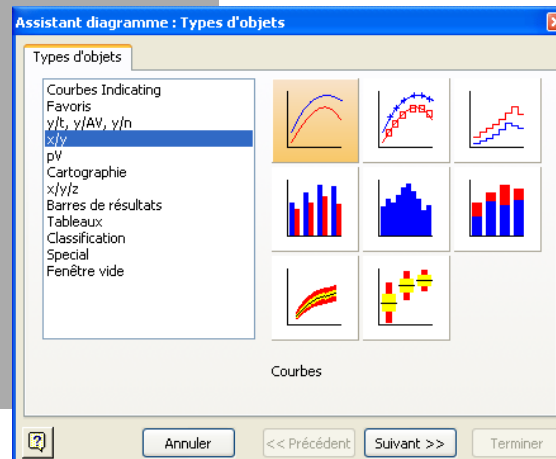 Assistant diagramme : Types d'objets
Types d'objets
Courbes Indicating
Favoris
y/t, y/AV, y/n
x/y
pV
Cartographie
x/y/z
Barres de résultats
Tableaux
Classification
Special
Fenêtre vide
Courbes
Annuler
<< Précédent
Suivant >>
Terminer